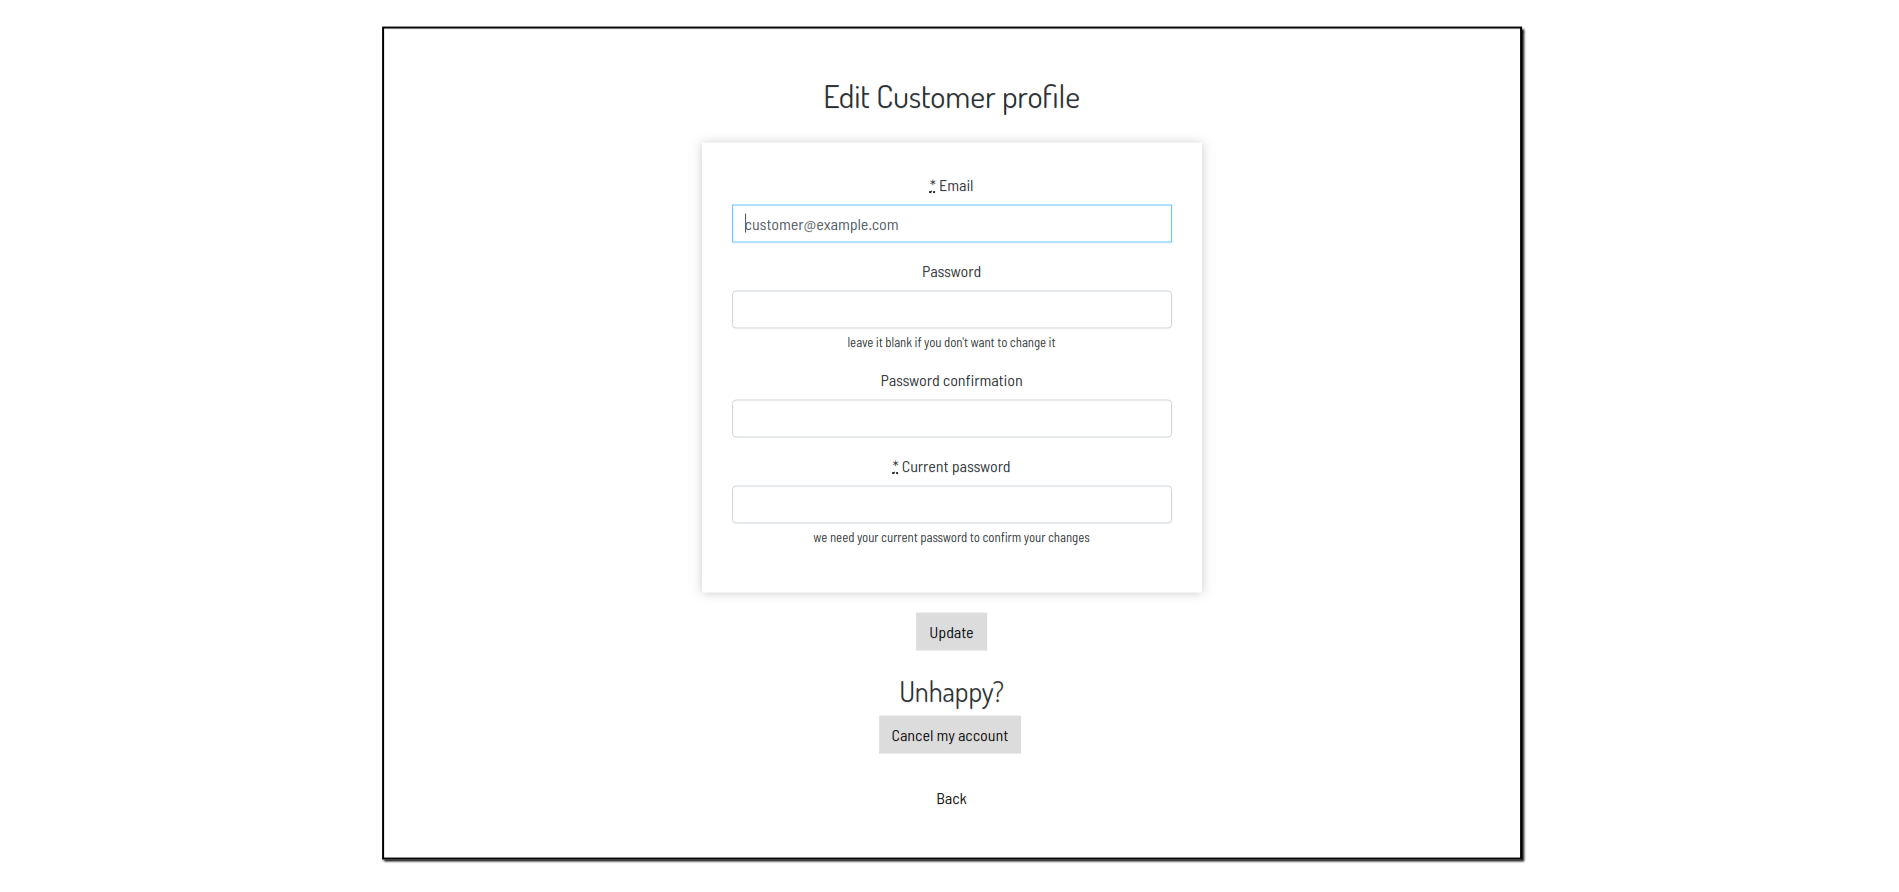 Edit Customer profile
* Email
customer@example.com
Password
leave it blank if you don't want to change it
Password confirmation
* Current password
we need your current password to confirm your changes
Update
Unhappy?
Cancel my account
Back